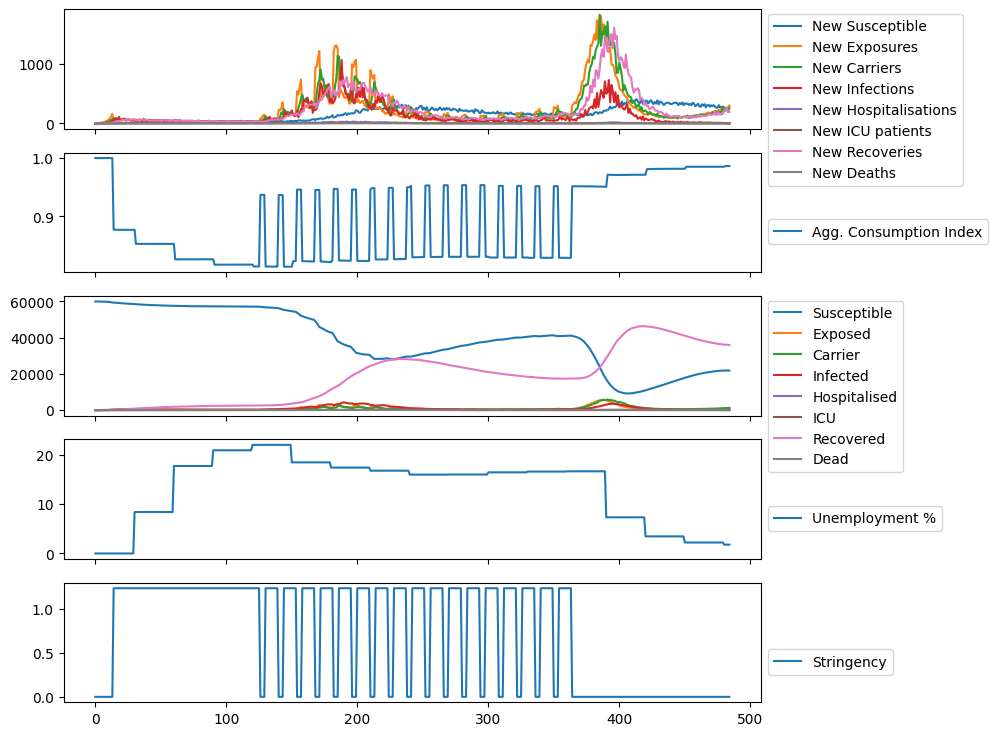 1000
0
New Susceptible
New Exposures
New Carriers
New Infections
New Hospitalisations
New ICU patients
New Recoveries
New Deaths
1.0
0.9
Agg. Consumption Index
60000
40000
20000
0
Susceptible
Exposed
Carrier
Infected
Hospitalised
ICU
Recovered
Dead
20
10
0
Unemployment %
1.0
0.5
0.0
Stringency
0 100 200 300 400 500